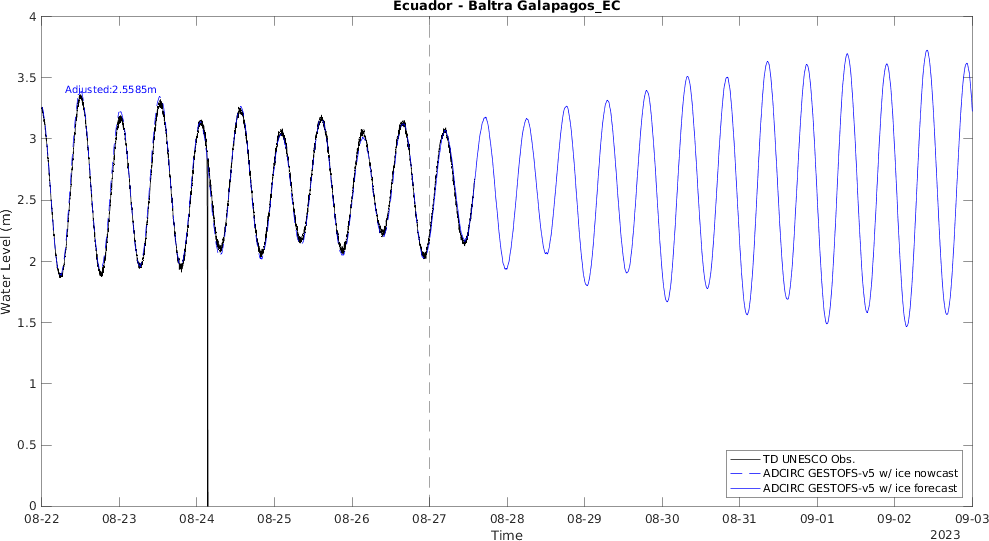 Ecuador - Baltra Galapagos_EC
4
3.5
3
2.5
2
1.5
1
0.5
0
Water Level (m)
Adjusted:2.5585m
TD UNESCO Obs.
ADCIRC GESTOFS-v5 w/ ice nowcast
ADCIRC GESTOFS-v5 w/ ice forecast
08-22 08-23 08-24 08-25 08-26 08-27 08-28 08-29 08-30 08-31 09-01 09-02 09-03
Time
2023